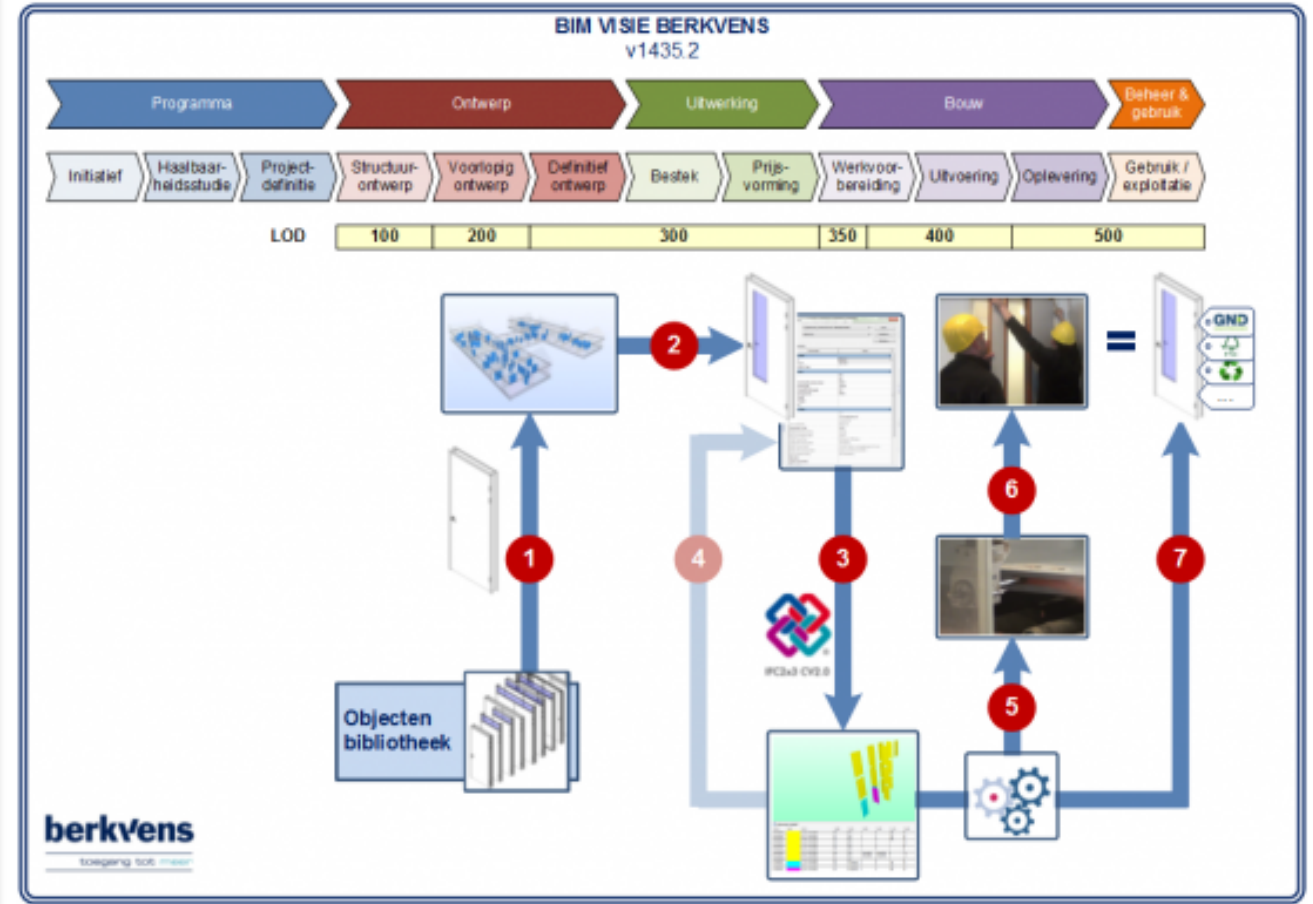 BIM VISIE BERKVENS
v1435.2
Programma
Ontwerp
Uitwerking
Bouw
Beheer &
gebruik
Initiatief
Haalbaar-
heidsstudie
Project-
definitie
Structuur-
ontwerp
Voorlopig
ontwerp
Definitief
ontwerp
Bestek
Prijs-
vorming
Werkvoor-
bereiding
Uitvoering
Oplevering
Gebruik /
exploitatie
LOD
100
200
300
350
400
500
2
GND
6
1
4
3
7
IFC2x3 CV2.0
5
Objecten
bibliotheek
berkvens
toegang tot meer